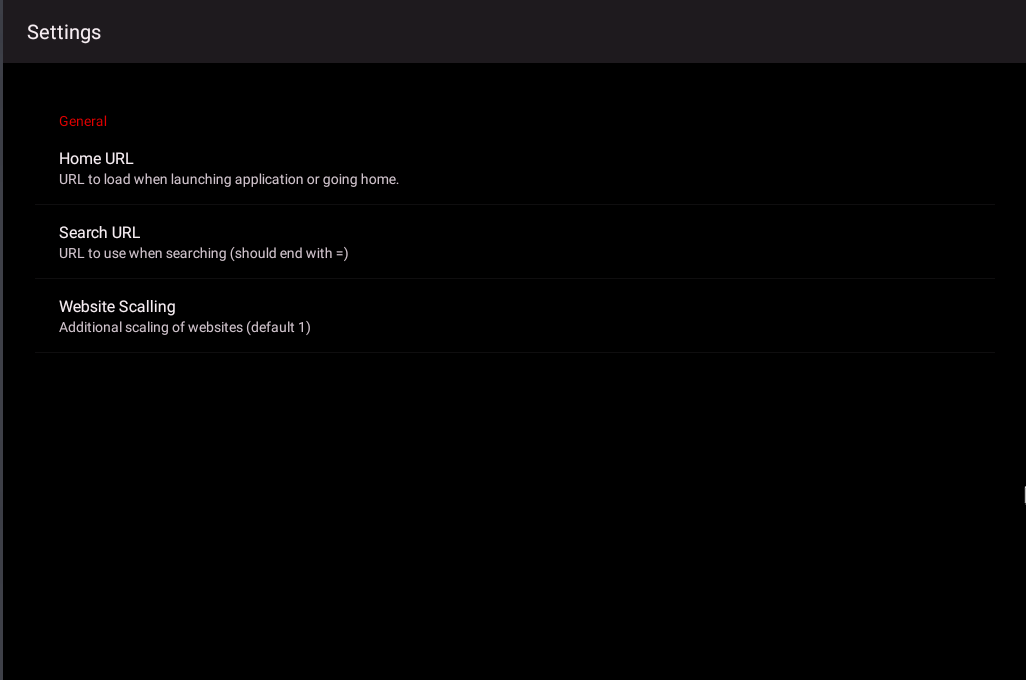 Settings
General
Home URL
URL to load when launching application or going home.
Search URL
URL to use when searching (should end with =)
Website Scalling
Additional scaling of websites (default 1)